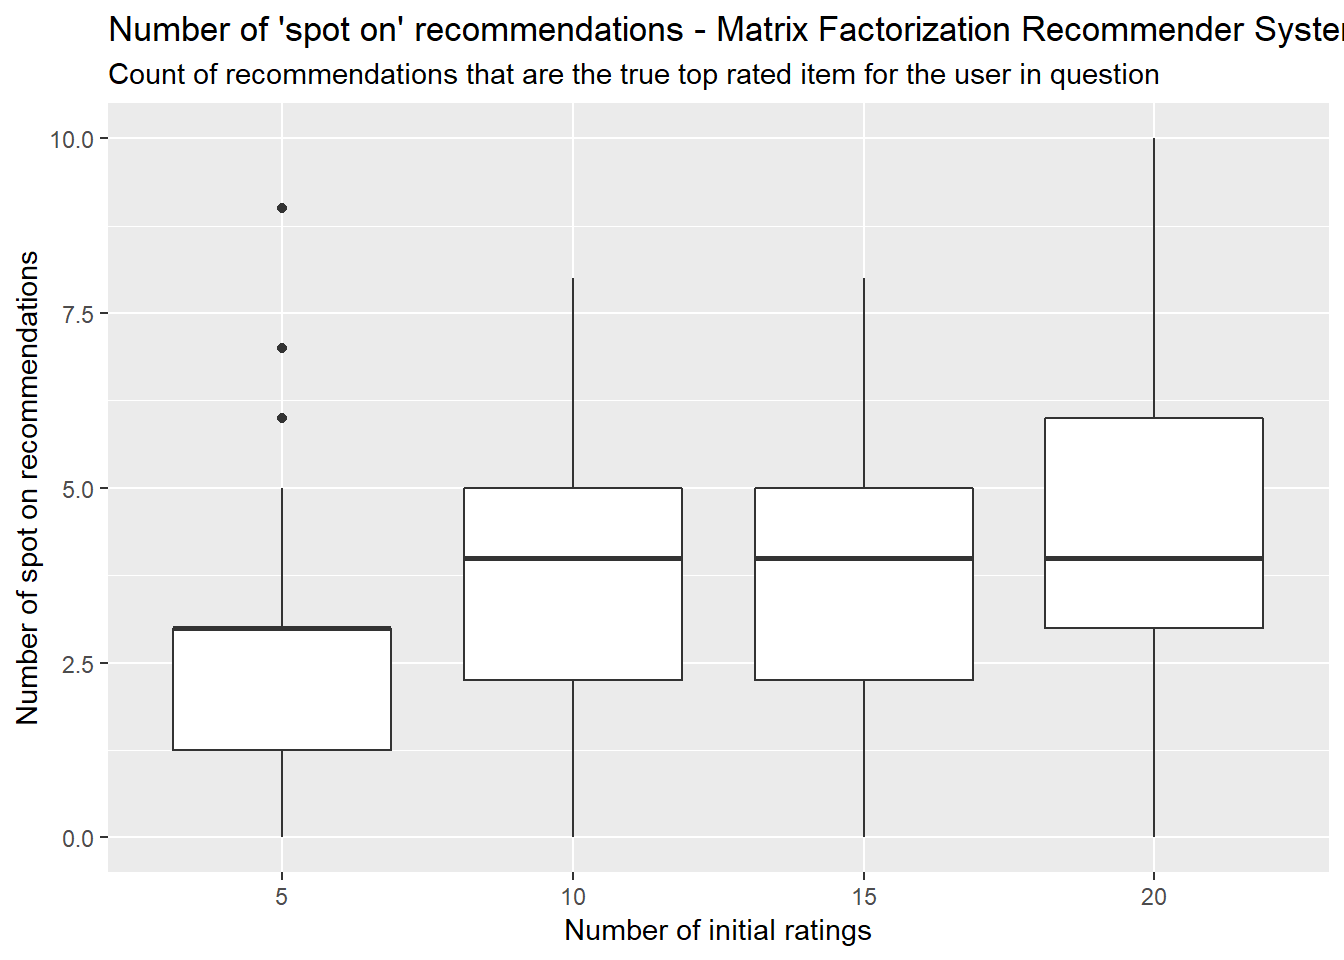 Number of 'spot on' recommendations - Matrix Factorization Recommender Syster
Count of recommendations that are the true top rated item for the user in question
10.0
7.5
5.0
2.5
0.0
Number of spot on recommendations
5 10 15 20
Number of initial ratings